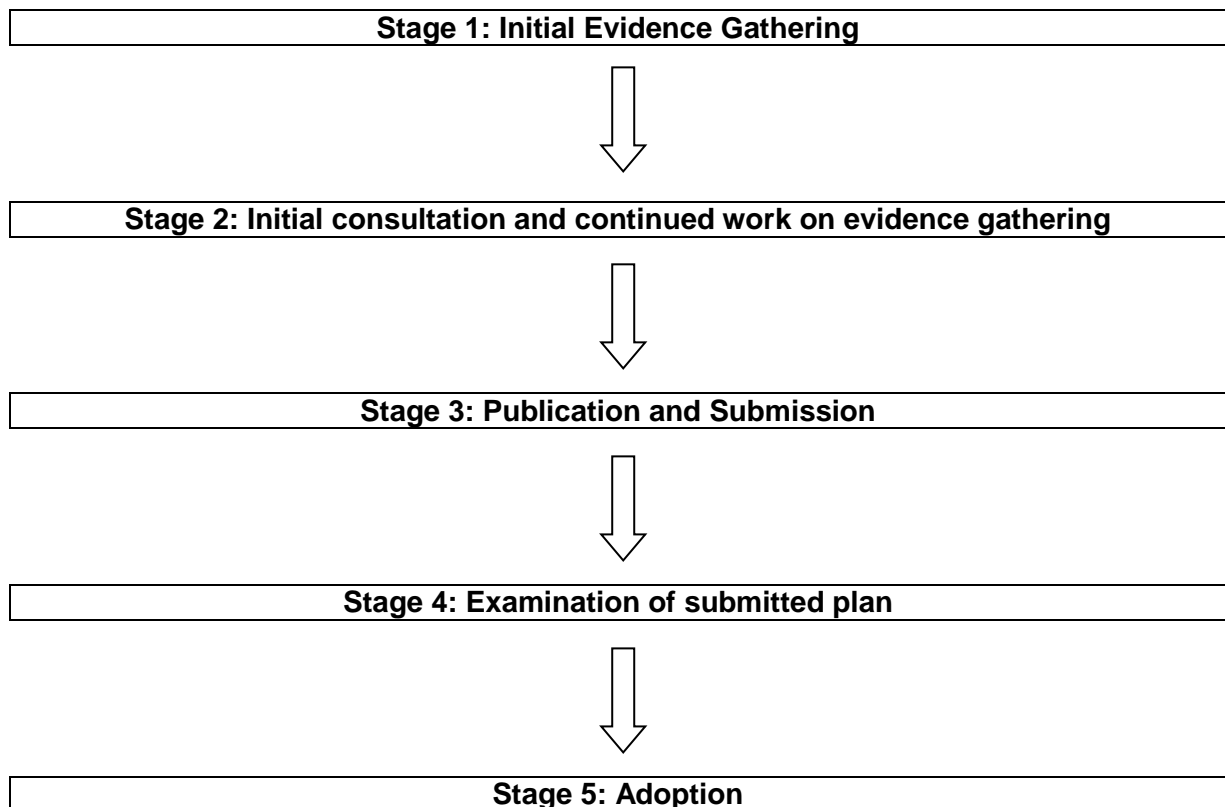 Stage 1: Initial Evidence Gathering
Stage 2: Initial consultation and continued work on evidence gathering
Stage 3: Publication and Submission
Stage 4: Examination of submitted plan
Stage 5: Adoption